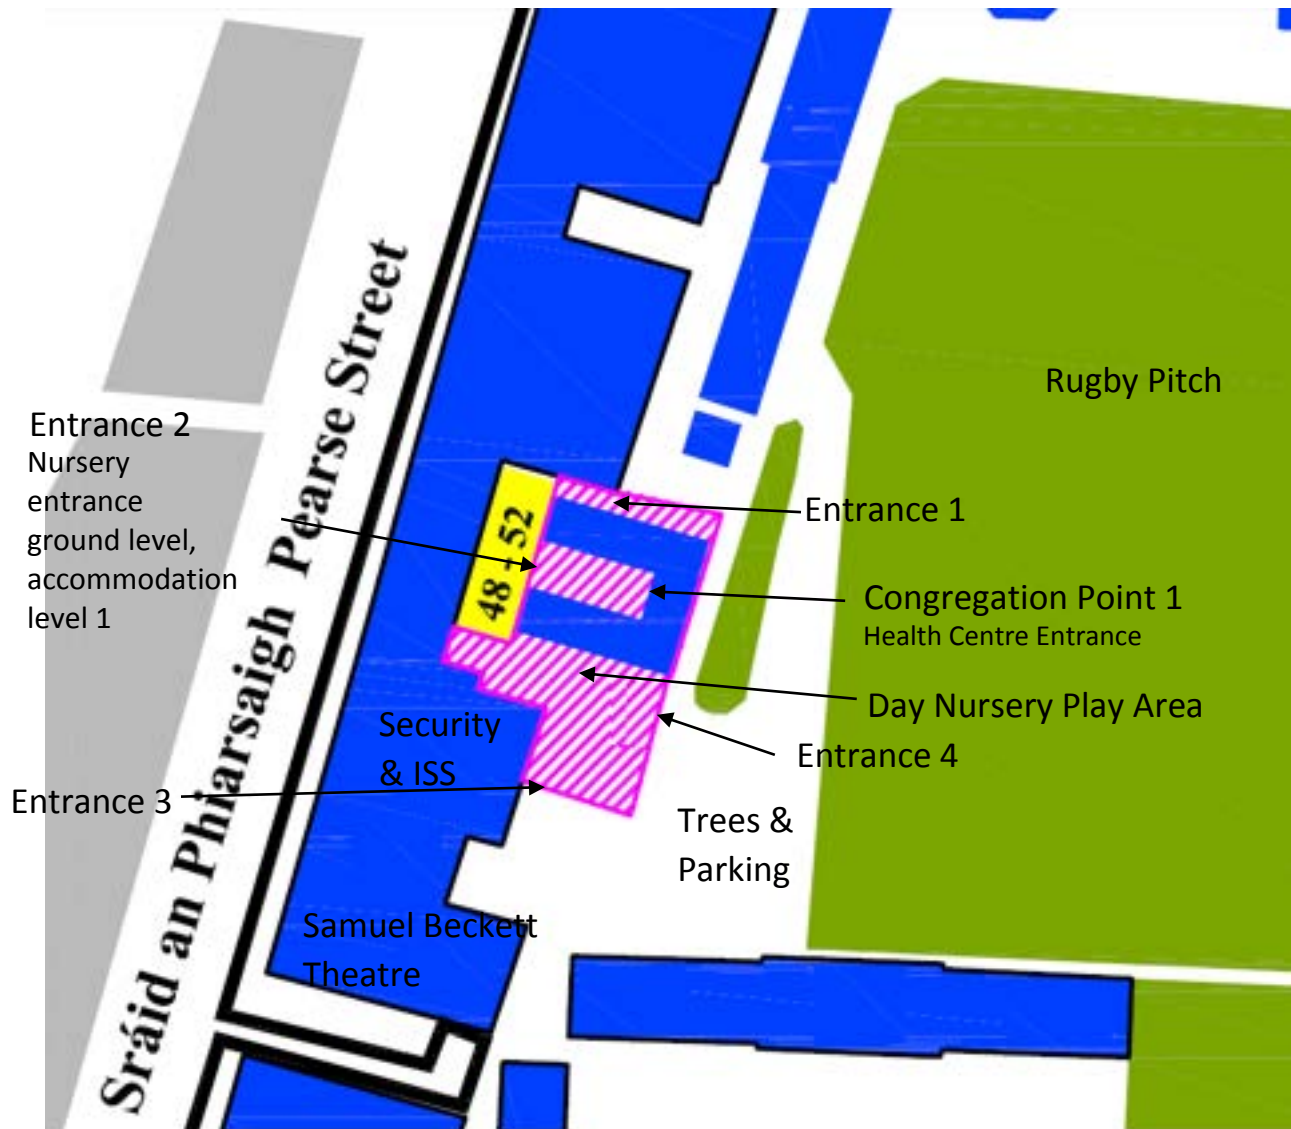 Sráid an Phiarsaigh Pearse Street
Rugby Pitch
Entrance 2
Nursery
entrance
ground level,
accommodation
level 1
48 - 52
Entrance 1
Congregation Point 1
Health Centre Entrance
Day Nursery Play Area
Security
& ISS
Entrance 4
Entrance 3
Trees &
Parking
Samuel Beckett
Theatre